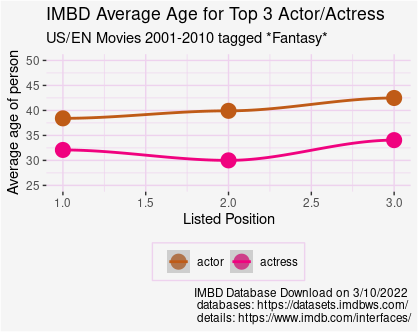 IMBD Average Age for Top 3 Actor/Actress
US/EN Movies 2001-2010 tagged *Fantasy*
Average age of person
50
45
40
35
30
25
1.0 1.5 2.0 2.5 3.0
Listed Position
actor actress
IMBD Database Download on 3/10/2022
databases: https://datasets.imdbws.com/
details: https://www.imdb.com/interfaces/